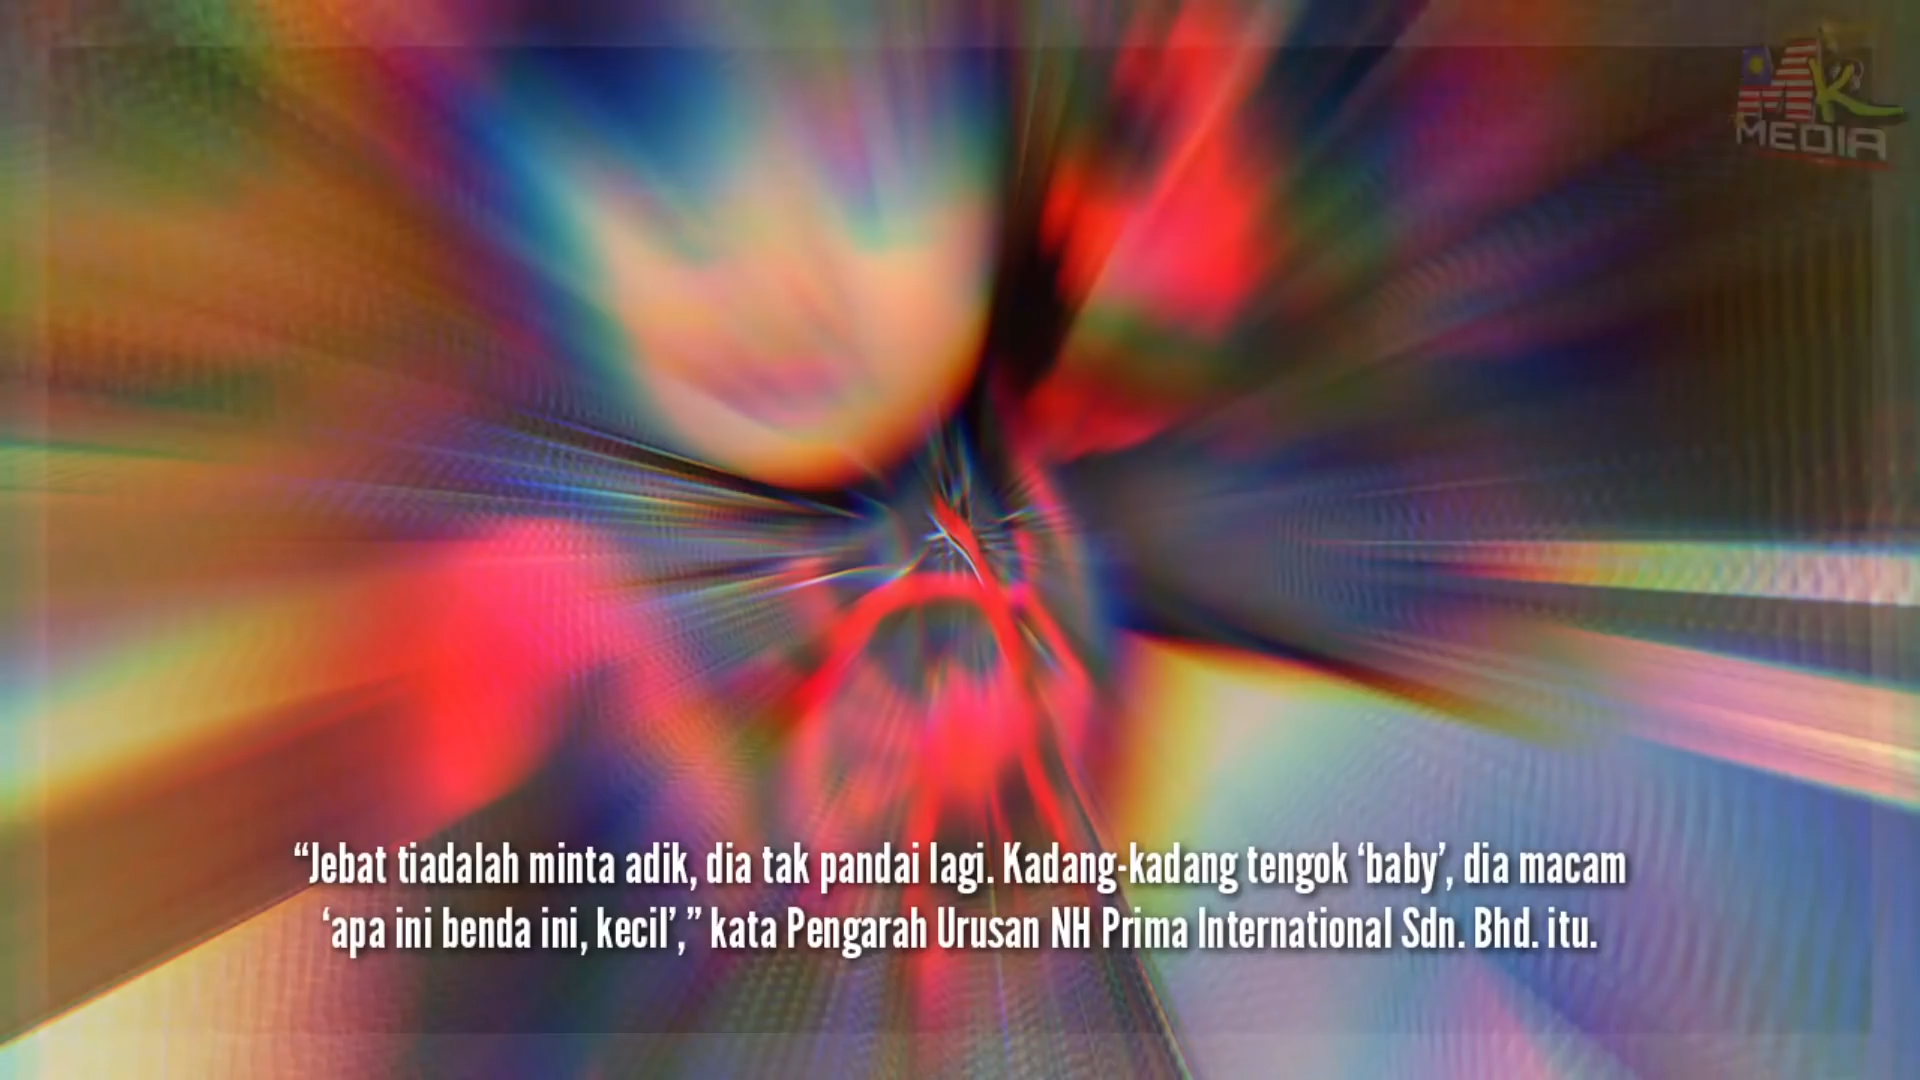 MK
MEDIA
“Jebat tiadalah minta adik, dia tak pandai lagi. Kadang-kadang tengok ‘baby’, dia macam
‘apa ini benda ini, kecil’,” kata Pengarah Urusan NH Prima International Sdn. Bhd. itu.